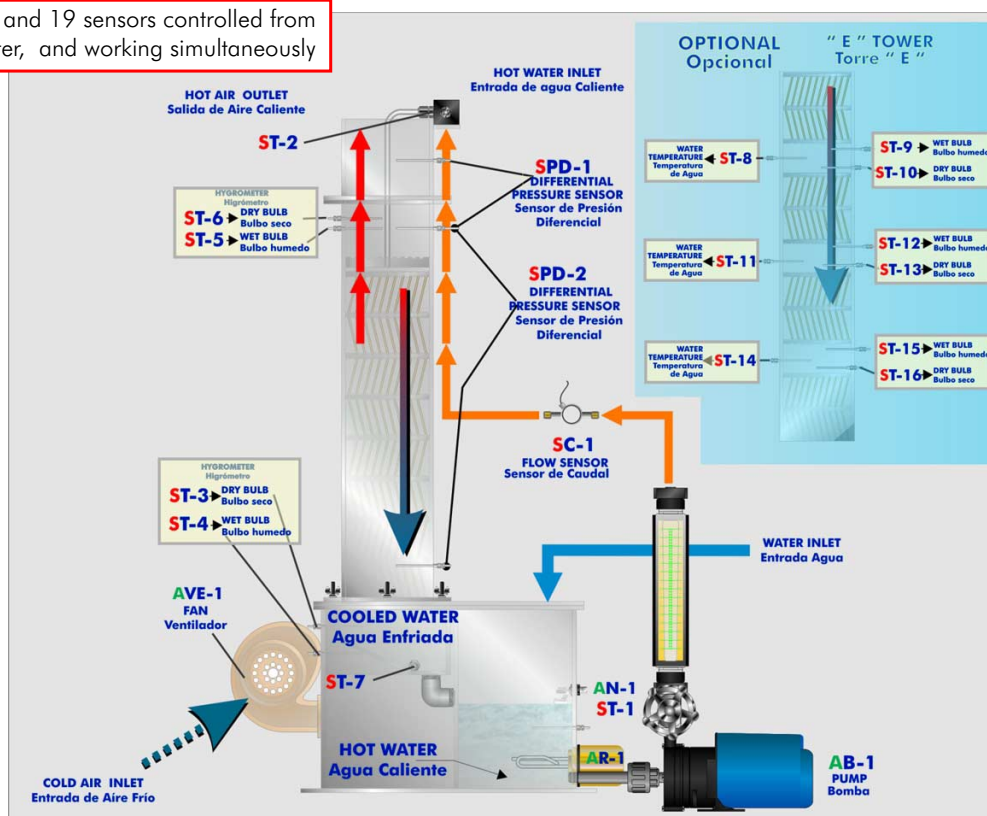 and 19 sensors controlled from
and working simultaneously
OPTIONAL
Opcional
" E " TOWER
Torre " E "
HOT WATER INLET
Entrada de agua Caliente
HOT AIR OUTLET
Salida de Aire Caliente
ST-2
SPD-1
DIFFERENTIAL
PRESSURE SENSOR
Sensor de Presión
Diferencial
HYGROMETER
Higrómetro
ST-6 DRY BULB
Bulbo seco
ST-5 WET BULB
Bulbo humedo
SPD-2
DIFFERENTIAL
PRESSURE SENSOR
Sensor de Presión
Diferencial
WATER
TEMPERATURE
Temperatura
de Agua
ST-8
ST-9 WET BULB
Bulbo humedo
ST-10 DRY BULB
Bulbo seco
WATER
TEMPERATURE
Temperatura
de Agua
ST-11
ST-12 WET BULB
Bulbo humedo
ST-13 DRY BULB
Bulbo seco
WATER
TEMPERATURE
Temperatura
de Agua
ST-14
ST-15 WET BULB
Bulbo humedo
ST-16 DRY BULB
Bulbo seco
SC-1
FLOW SENSOR
Sensor de Caudal
HYGROMETER
Higrómetro
ST-3 DRY BULB
Bulbo seco
ST-4 WET BULB
Bulbo humedo
WATER INLET
Entrada Agua
AVE-1
FAN
Ventilador
COOLED WATER
Agua Enfriada
ST-7
AN-1
ST-1
HOT WATER
Agua Caliente
AR-1
AB-1
PUMP
Bomba
COLD AIR INLET
Entrada de Aíre Frío